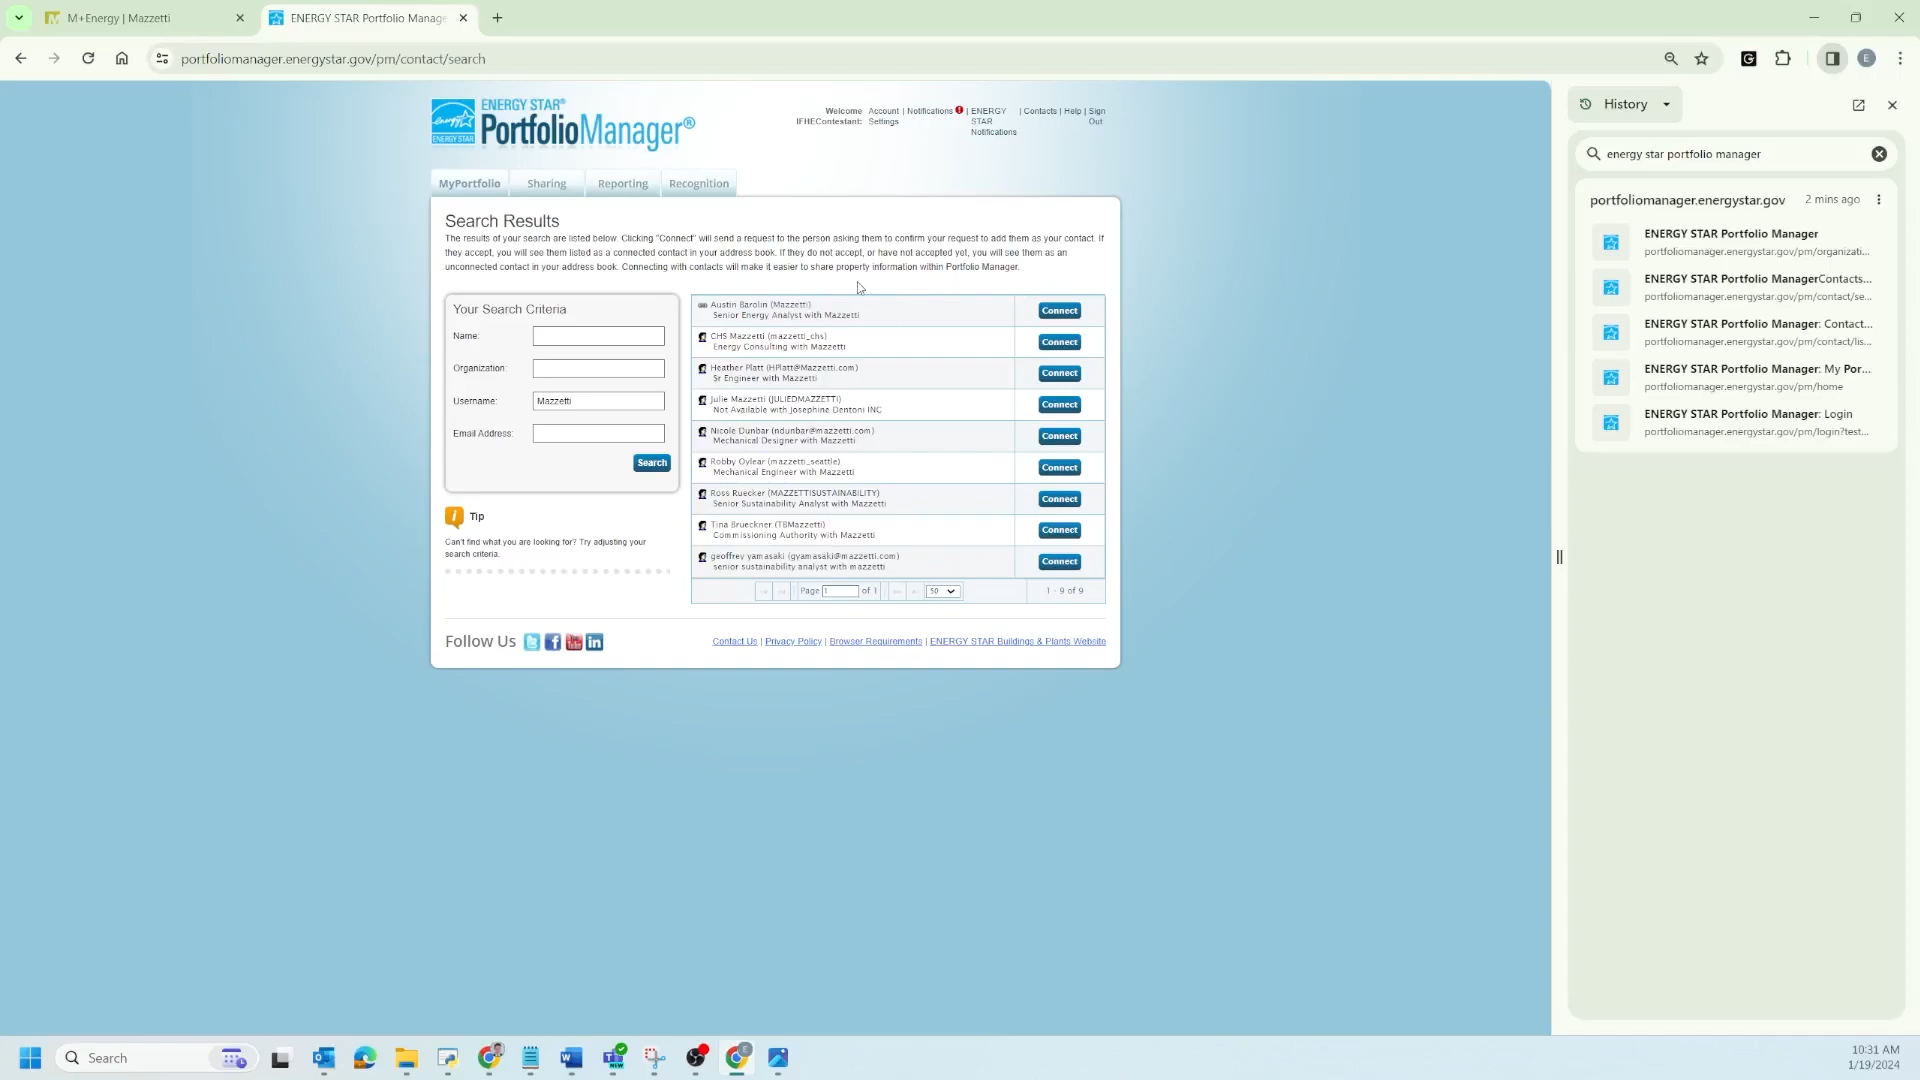 M+Energy | Mazzetti
ENERGY STAR Portfolio Manage
portfoliomanager.energystar.gov/pm/contact/search
E
ENERGY STAR®
PortfolioManager®
ENERGY STAR
Welcome IFHEContestant:
Account Settings | Notifications | ENERGY STAR Notifications | Contacts | Help | Sign Out
MyPortfolio
Sharing
Reporting
Recognition
Search Results
The results of your search are listed below. Clicking "Connect" will send a request to the person asking them to confirm your request to add them as your contact. If
they accept, you will see them listed as a connected contact in your address book. If they do not accept, or have not accepted yet, you will see them as an
unconnected contact in your address book. Connecting with contacts will make it easier to share property information within Portfolio Manager.
Your Search Criteria
Name:
Organization:
Username:
Mazzetti
Email Address:
Search
Tip
Can't find what you are looking for? Try adjusting your
search criteria.
Austin Barolin (Mazzetti)
Senior Energy Analyst with Mazzetti
Connect
CHS Mazzetti (mazzetti_chs)
Energy Consulting with Mazzetti
Connect
Heather Platt (HPlatt@Mazzetti.com)
Sr Engineer with Mazzetti
Connect
Julie Mazzetti (JULIEDMAZZETTI)
Not Available with Josephine Dentoni INC
Connect
Nicole Dunbar (ndunbar@mazzetti.com)
Mechanical Designer with Mazzetti
Connect
Robby Oylear (mazzetti_seattle)
Mechanical Engineer with Mazzetti
Connect
Ross Ruecker (MAZZETTISUSTAINABILITY)
Senior Sustainability Analyst with Mazzetti
Connect
Tina Brueckner (TBMazzetti)
Commissioning Authority with Mazzetti
Connect
geoffrey yamasaki (gyamasaki@mazzetti.com)
senior sustainability analyst with mazzetti
Connect
Page 1 of 1
50
1 - 9 of 9
Follow Us
Contact Us | Privacy Policy | Browser Requirements | ENERGY STAR Buildings & Plants Website
History
energy star portfolio manager
portfoliomanager.energystar.gov
2 mins ago
ENERGY STAR Portfolio Manager
portfoliomanager.energystar.gov/pm/organizati...
ENERGY STAR Portfolio ManagerContacts...
portfoliomanager.energystar.gov/pm/contact/se...
ENERGY STAR Portfolio Manager: Contact...
portfoliomanager.energystar.gov/pm/contact/lis...
ENERGY STAR Portfolio Manager: My Por...
portfoliomanager.energystar.gov/pm/home
ENERGY STAR Portfolio Manager: Login
portfoliomanager.energystar.gov/pm/login?test...
Search
10:31 AM
1/19/2024